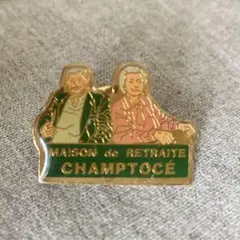 MAISON de RETRAITE
CHAMPTOCÉ